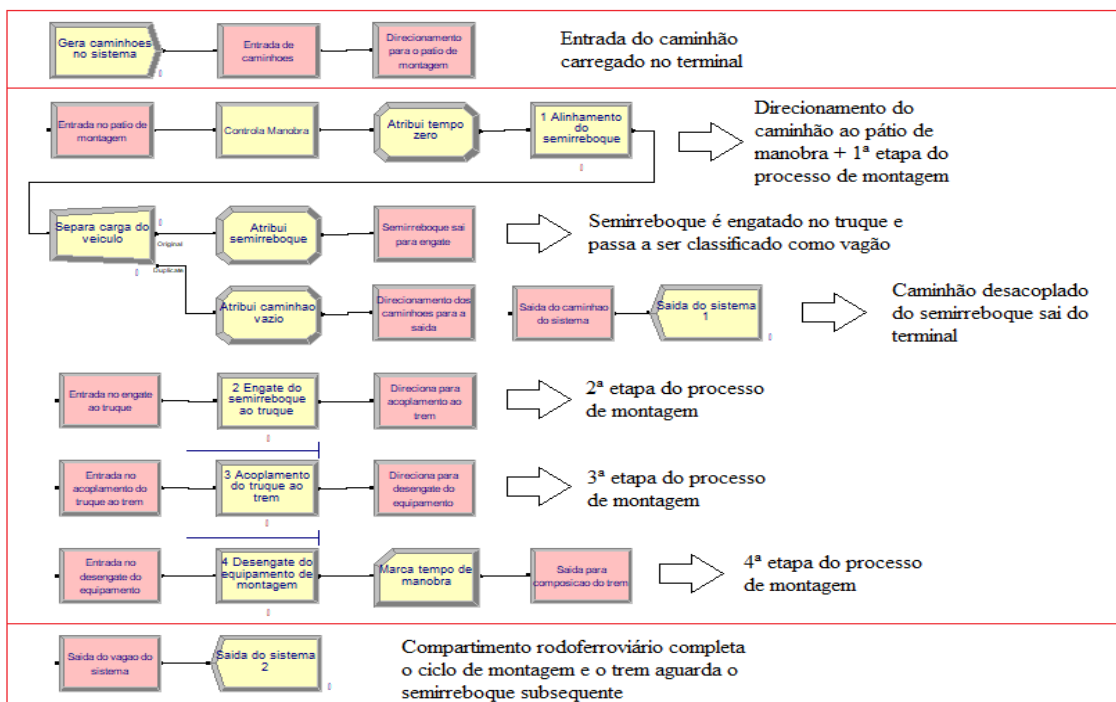 Gera caminhoes
no sistema
Entrada de
caminhoes
Direcionamento
para o patio de
montagem
Entrada do caminhão
carregado no terminal
Entrada no patio de
montagem
Controla Manobra
Atribui tempo
zero
1 Alinhamento
do
semirreboque
Direcionamento do
caminhão ao pátio de
manobra + 1ª etapa do
processo de montagem
Separa carga do
veiculo
Original
Duplicate
Atribui
semirreboque
Semirreboque sai
para engate
Semirreboque é engatado no truque e
passa a ser classificado como vagão
Atribui caminhao
vazio
Direcionamento dos
caminhoes para a
saida
Saida do caminhao
do sistema
Saida do sistema
1
Caminhão desacoplado
do semirreboque sai do
terminal
Entrada no engate
ao truque
2 Engate do
semirreboque
ao truque
Direciona para
acoplamento ao
trem
2ª etapa do processo
de montagem
Entrada no
acoplamento do
truque ao trem
3 Acoplamento
do truque ao
trem
Direciona para
desengate do
equipamento
3ª etapa do processo
de montagem
Entrada no
desengate do
equipamento
4 Desengate do
equipamento de
montagem
Marca tempo de
manobra
Saida para
composicao do trem
4ª etapa do processo
de montagem
Saida do vagao do
sistema
Saida do sistema
2
Compartimento rodoferroviário completa
o ciclo de montagem e o trem aguarda o
semirreboque subsequente